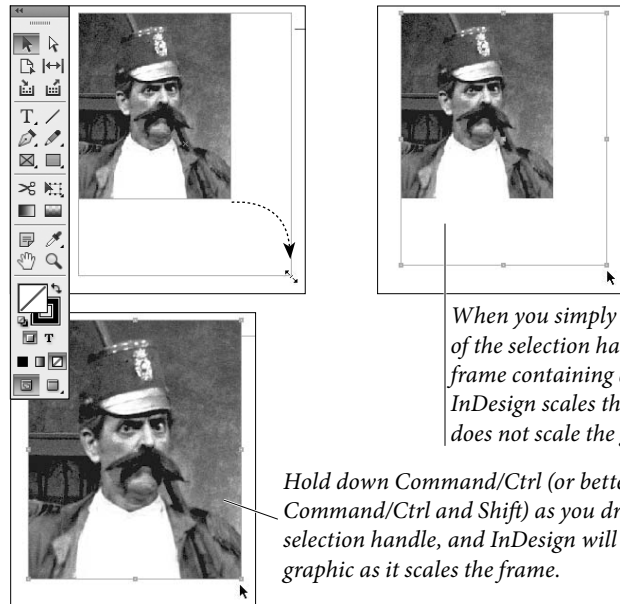 When you simply
of the selection ha
frame containing
InDesign scales th
does not scale the
Hold down Command/Ctrl (or bette
Command/Ctrl and Shift) as you dr
selection handle, and InDesign will
graphic as it scales the frame.